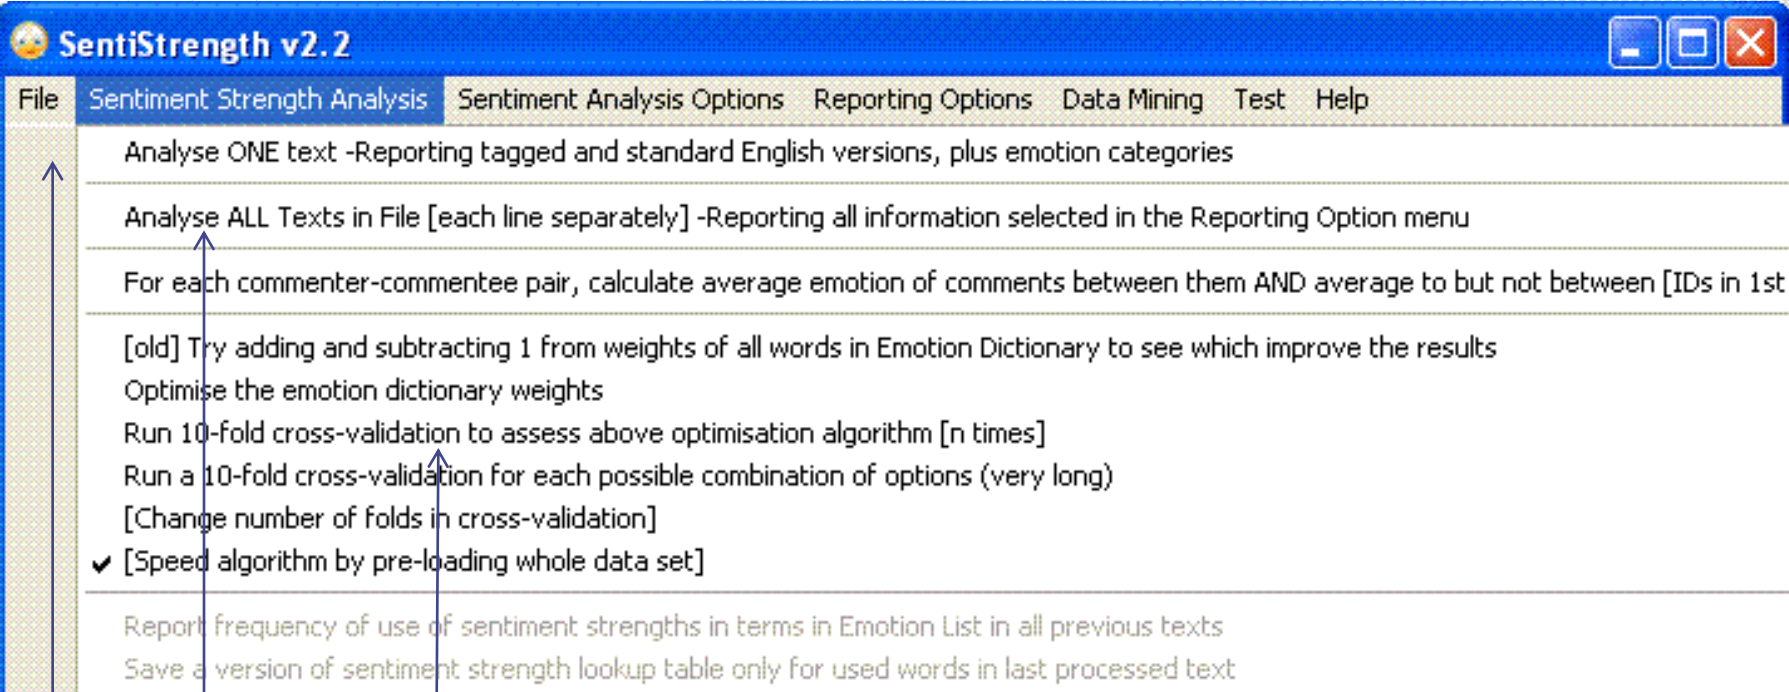 SentiStrength v2.2
File Sentiment Strength Analysis Sentiment Analysis Options Reporting Options Data Mining Test Help
Analyse ONE text -Reporting tagged and standard English versions, plus emotion categories
Analyse ALL Texts in File [each line separately] -Reporting all information selected in the Reporting Option menu
For each commenter-commentee pair, calculate average emotion of comments between them AND average to but not between [IDs in 1st
[old] Try adding and subtracting 1 from weights of all words in Emotion Dictionary to see which improve the results
Optimise the emotion dictionary weights
Run 10-fold cross-validation to assess above optimisation algorithm [n times]
Run a 10-fold cross-validation for each possible combination of options (very long)
[Change number of folds in cross-validation]
[Speed algorithm by pre-loading whole data set]
Report frequency of use of sentiment strengths in terms in Emotion List in all previous texts
Save a version of sentiment strength lookup table only for used words in last processed text